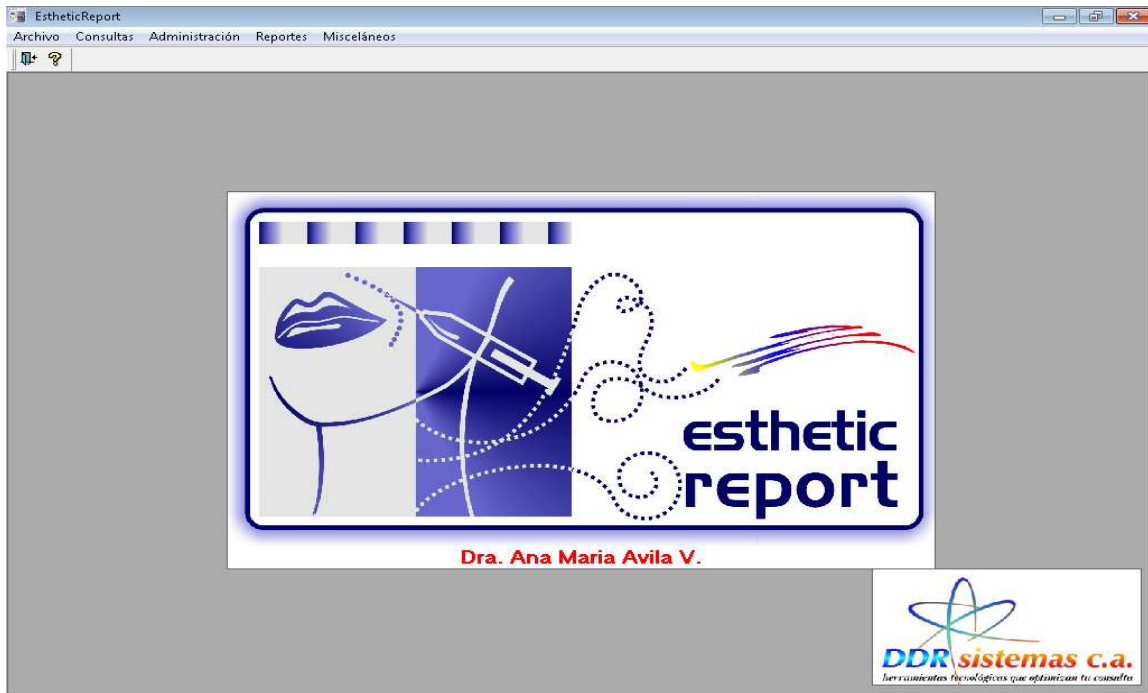 EstheticReport
Archivo Consultas Administración Reportes Misceláneos
esthetic
report
Dra. Ana Maria Avila V.
DDR sistemas c.a.
herramientas tecnológicas que optimizan tu consulta